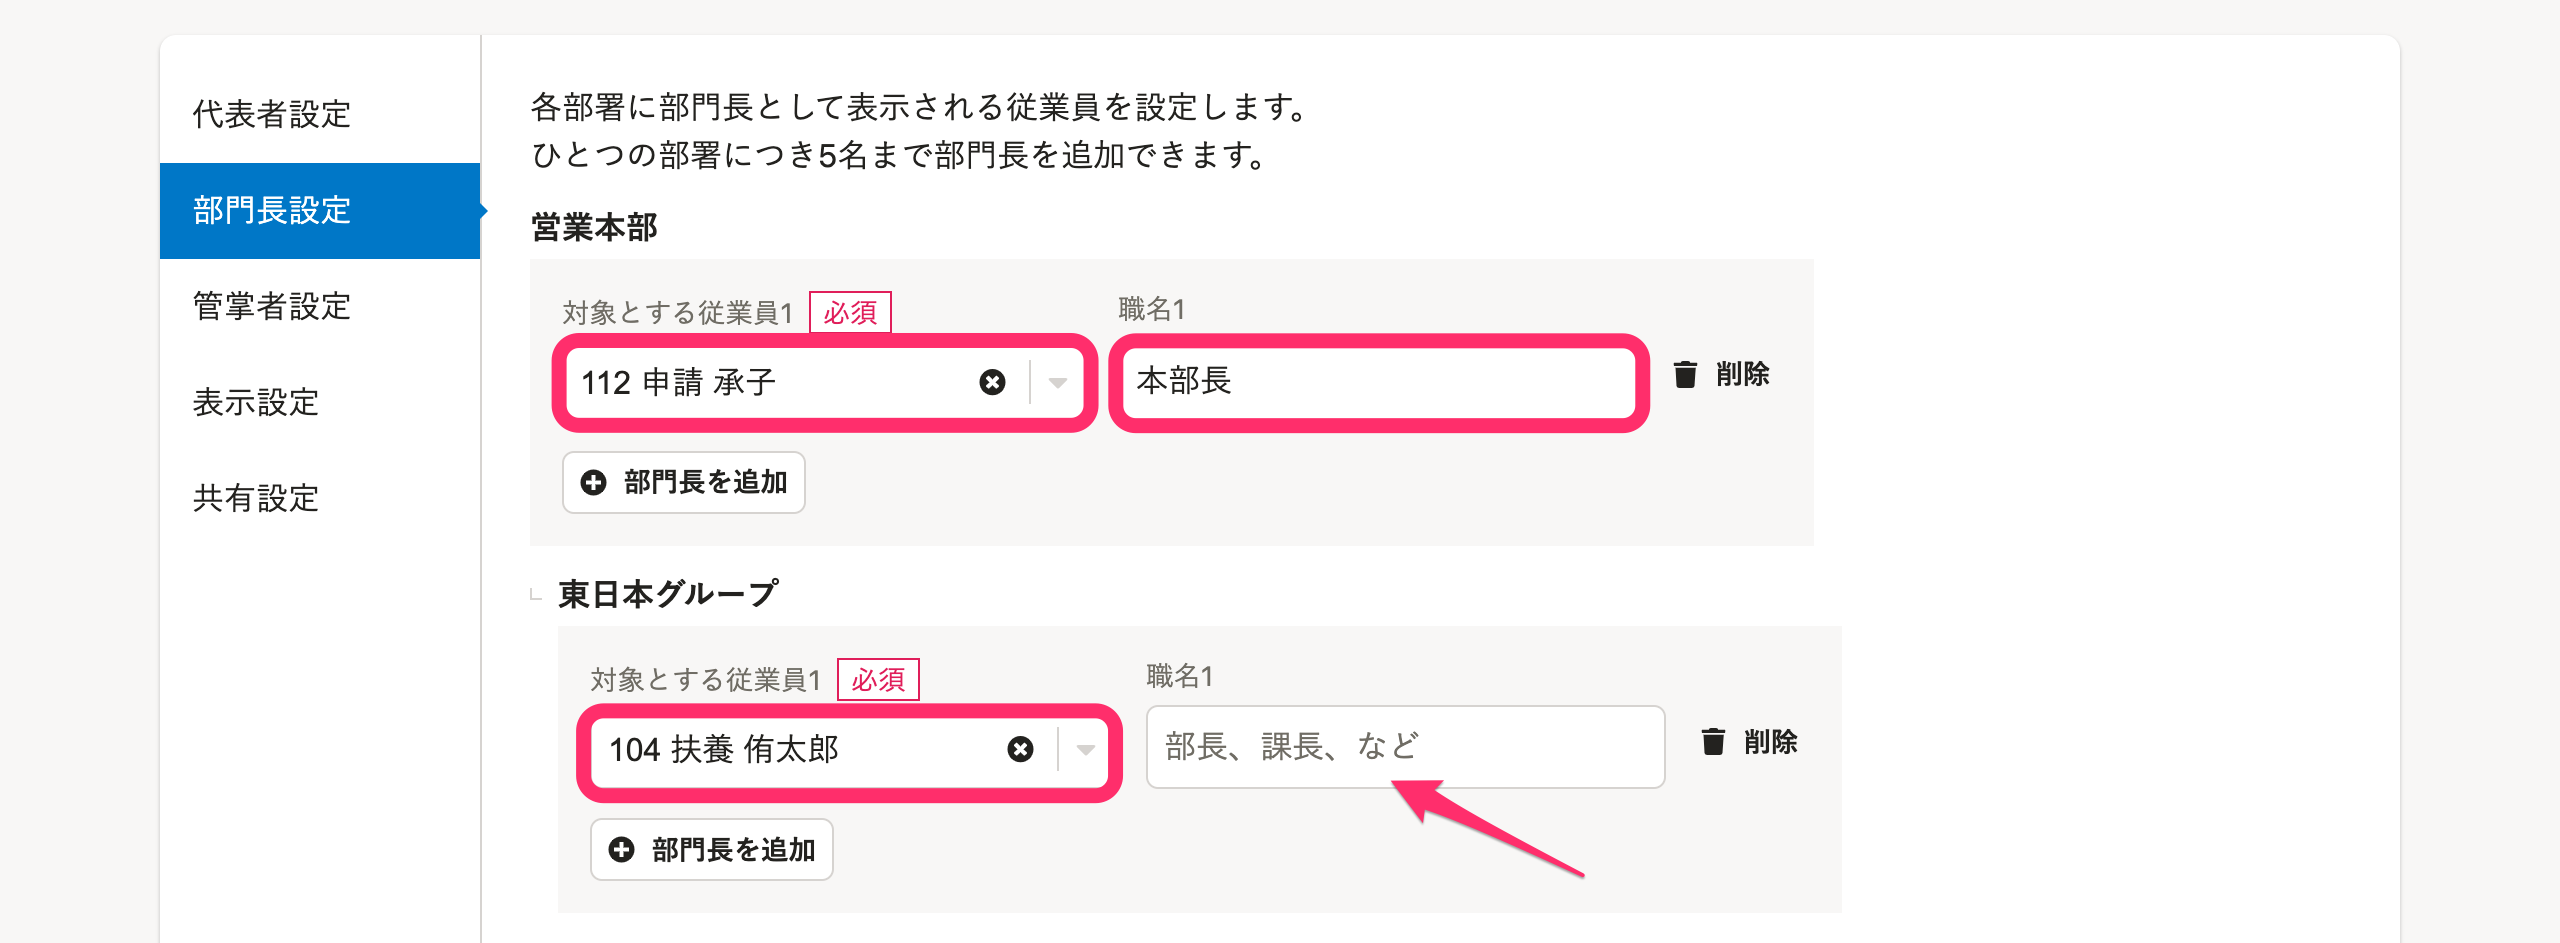 代表者設定
部門長設定
管掌者設定
表示設定
共有設定
各部署に部門長として表示される従業員を設定します。
ひとつの部署につき5名まで部門長を追加できます。
営業本部
対象とする従業員1 必須
職名1
112 申請 承子
本部長
削除
部門長を追加
東日本グループ
対象とする従業員1 必須
職名1
104 扶養 侑太郎
部長、課長、など
削除
部門長を追加